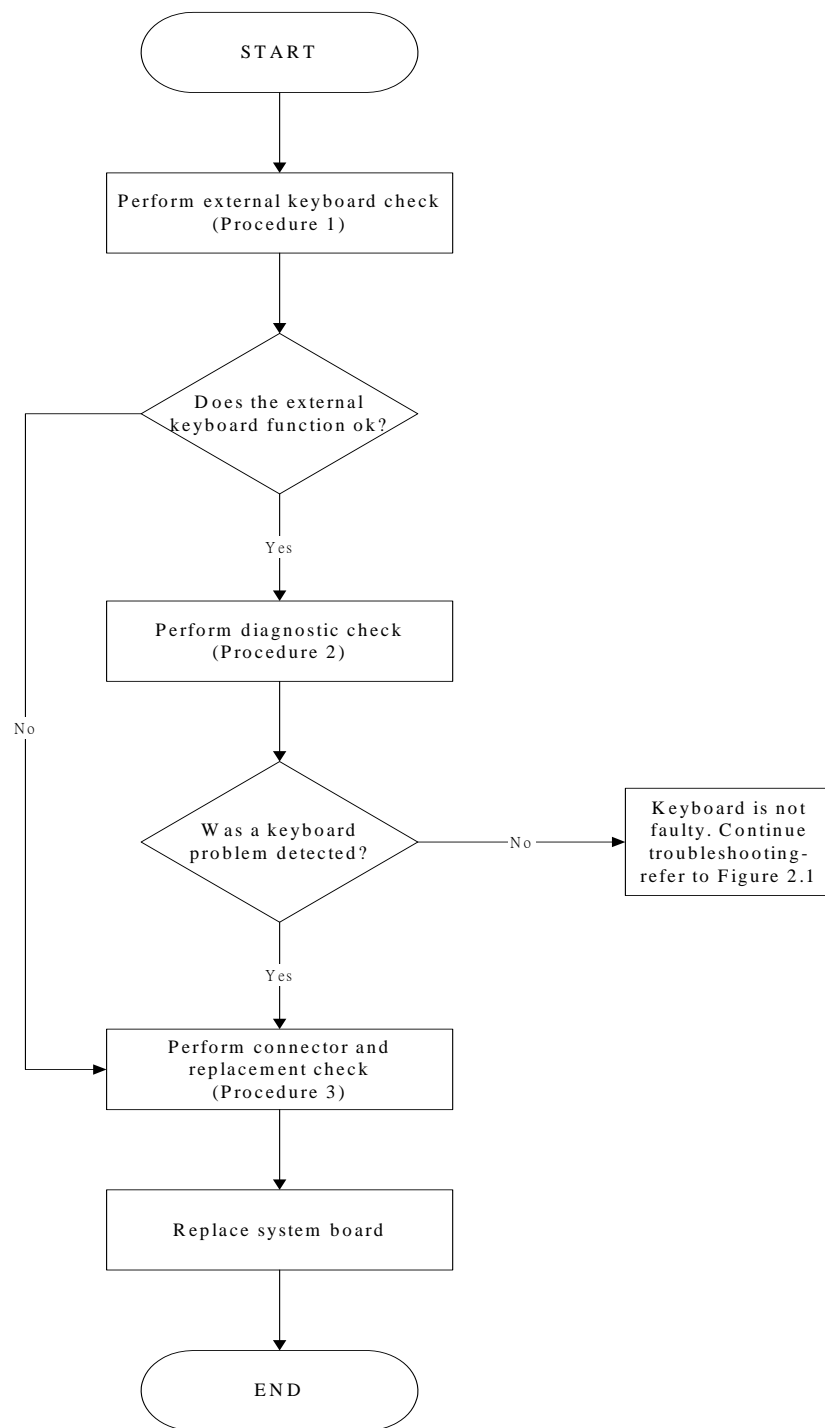 START
Perform external keyboard check
(Procedure 1)
Does the external
keyboard function ok?
Yes
Perform diagnostic check
(Procedure 2)
No
Was a keyboard
problem detected?
No
Keyboard is not
faulty. Continue
troubleshooting-
refer to Figure 2.1
Yes
Perform connector and
replacement check
(Procedure 3)
Replace system board
END